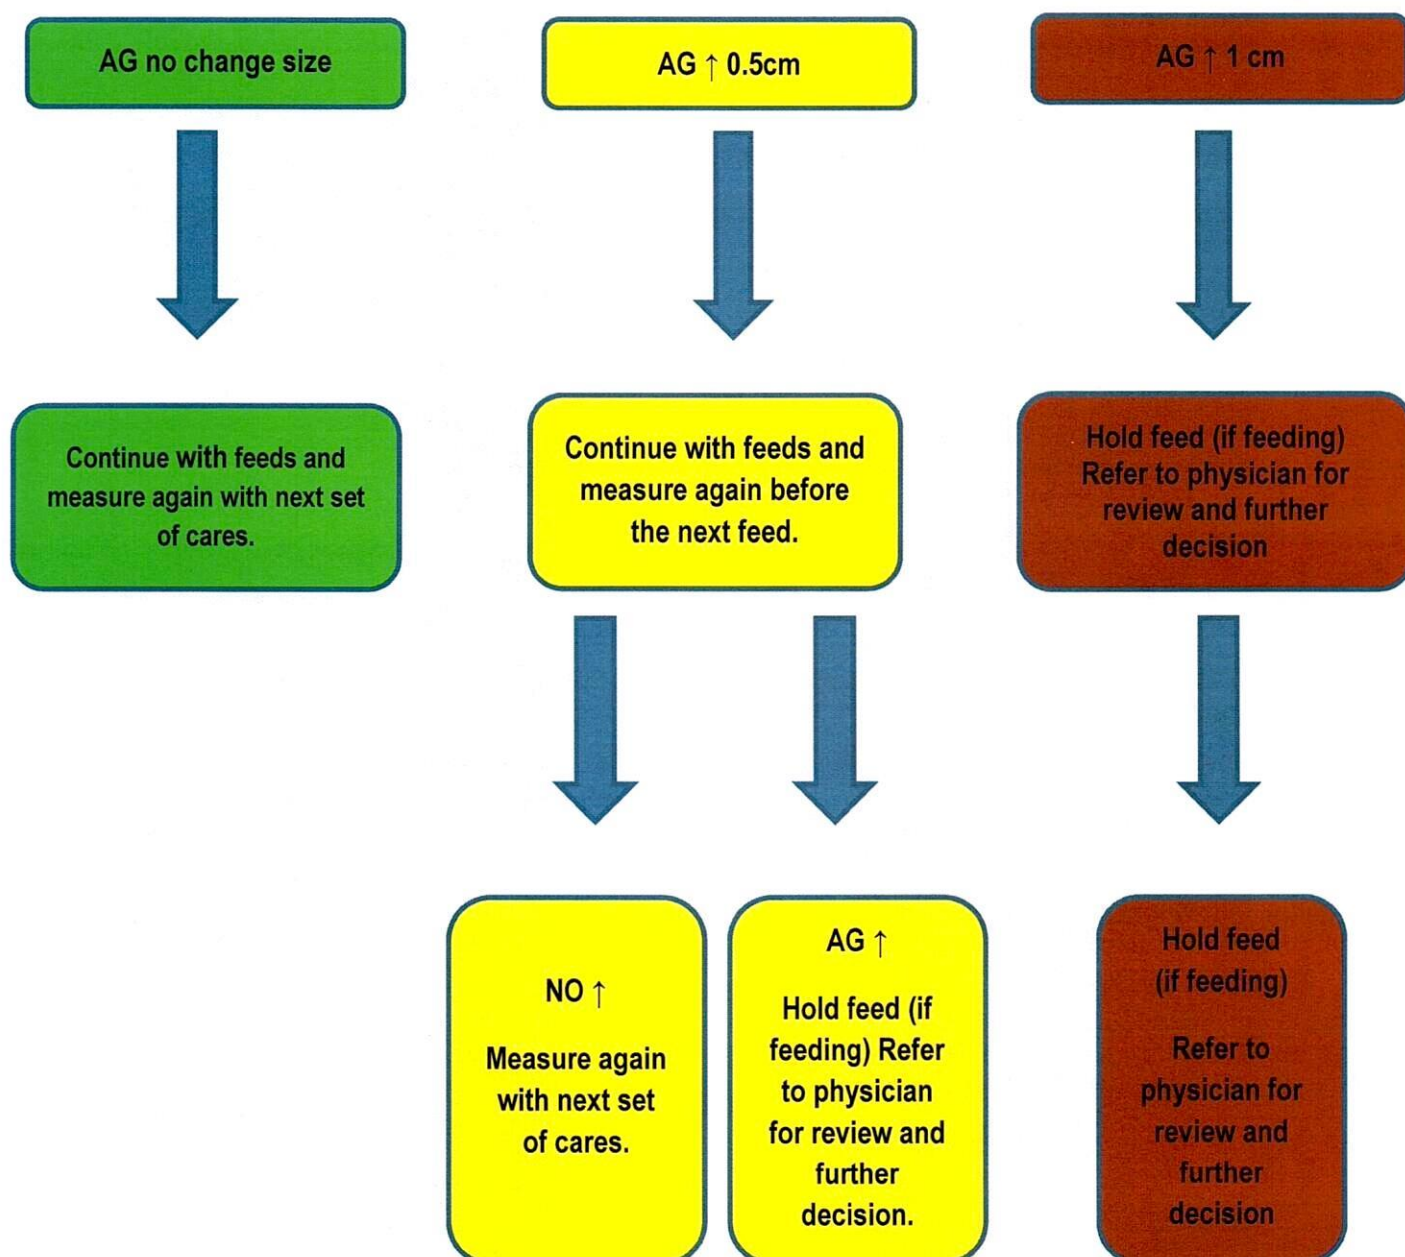 AG no change size
AG ↑ 0.5cm
AG ↑ 1 cm
Continue with feeds and
measure again with next set
of cares.
Continue with feeds and
measure again before
the next feed.
Hold feed (if feeding)
Refer to physician for
review and further
decision
NO ↑
Measure again
with next set
of cares.
AG ↑
Hold feed (if
feeding) Refer
to physician
for review and
further
decision.
Hold feed
(if feeding)
Refer to
physician for
review and
further
decision